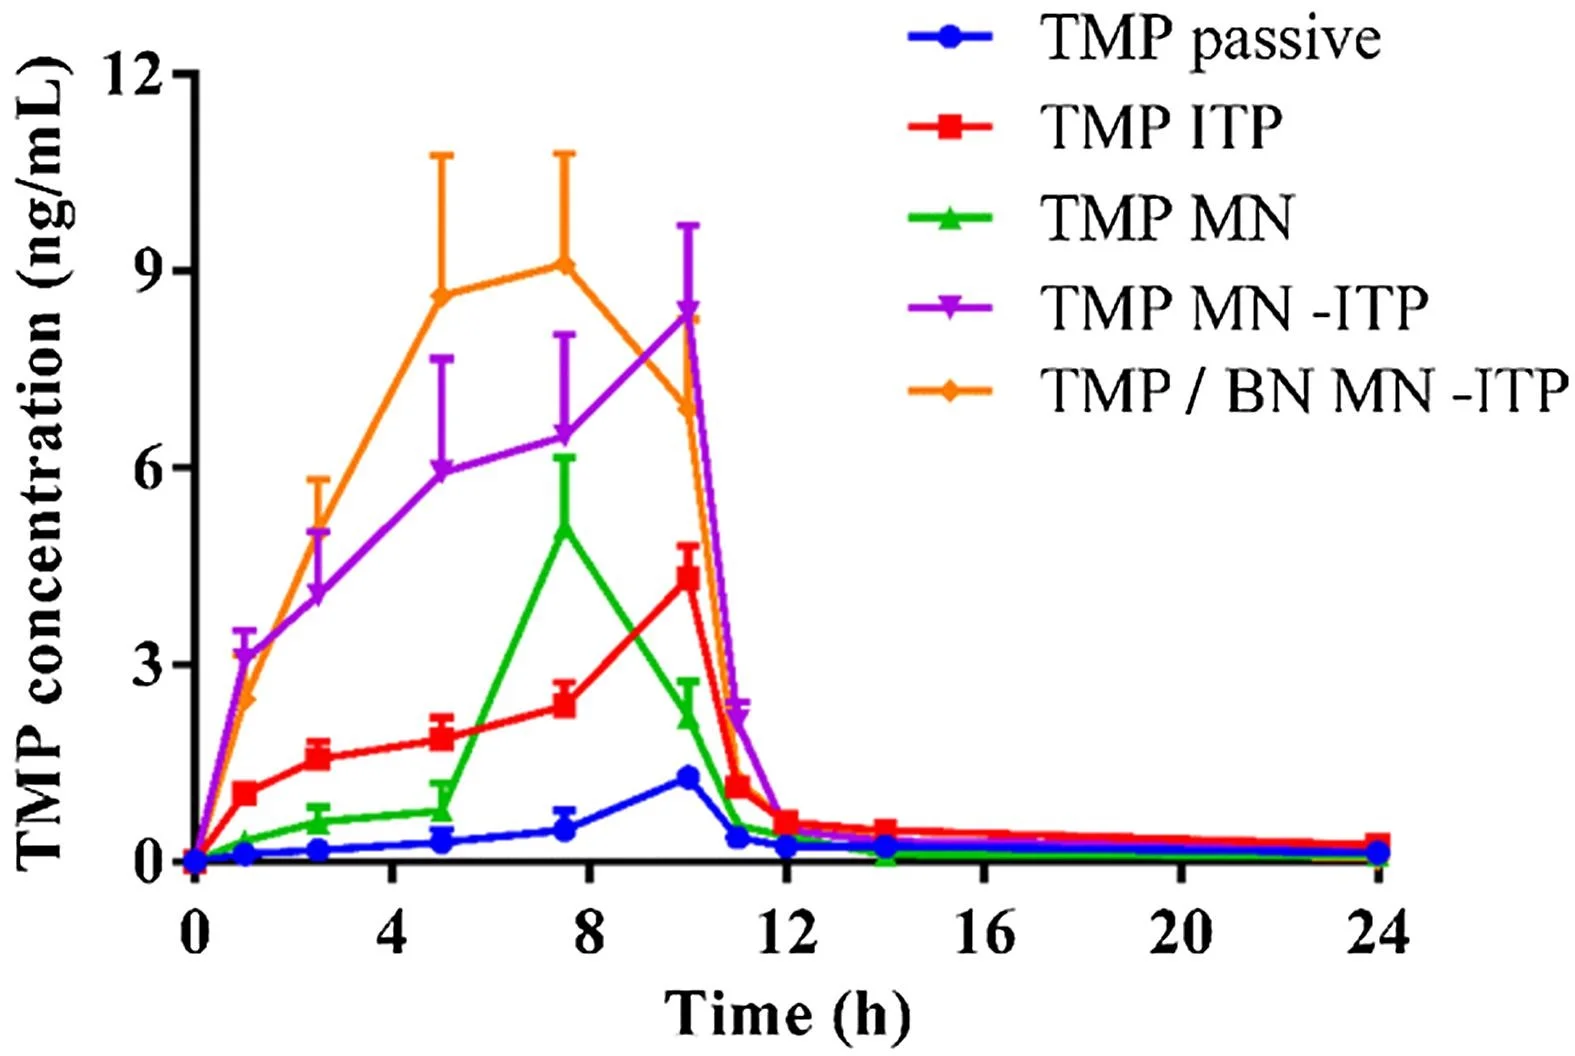 TMP passive
TMP ITP
TMP MN
TMP MN -ITP
TMP / BN MN -ITP
TMP concentration (ng/mL)
12
9
6
3
0
0 4 8 12 16 20 24
Time (h)